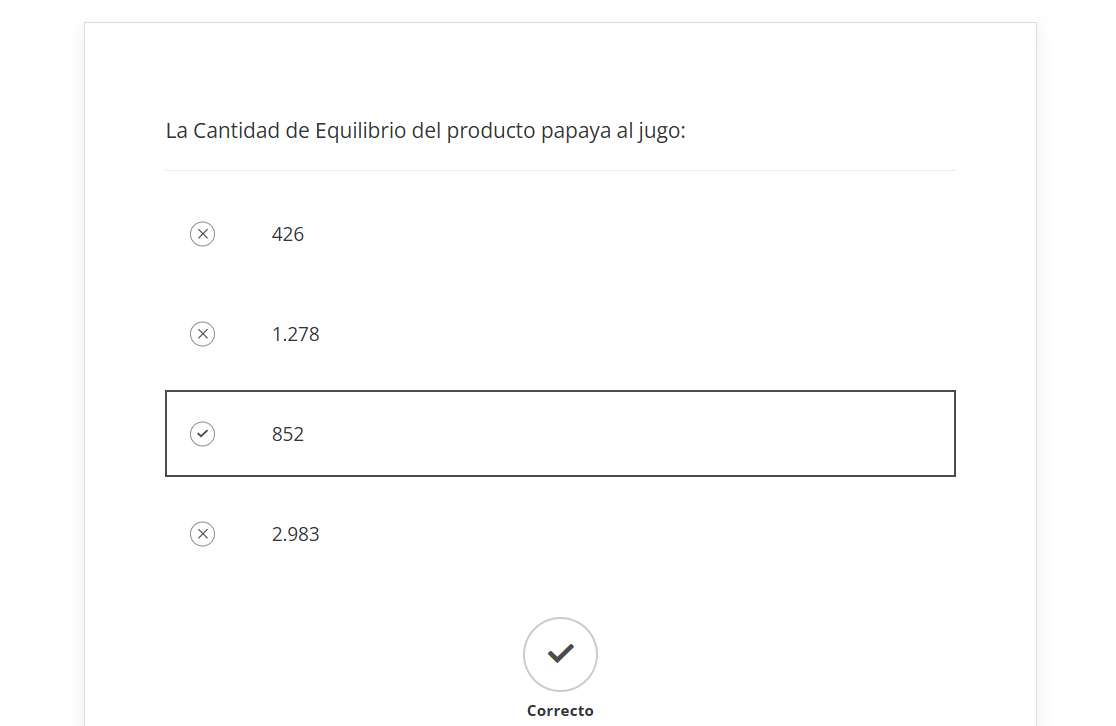 La Cantidad de Equilibrio del producto papaya al jugo:
426
1.278
852
2.983
Correcto